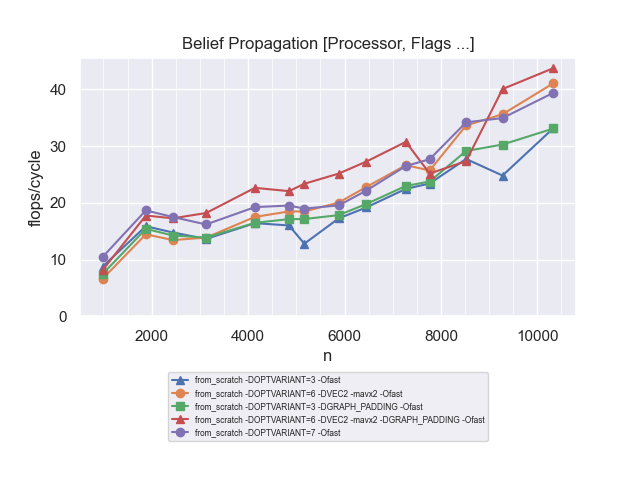 Belief Propagation [Processor, Flags ...]
flops/cycle
40
30
20
10
0
2000 4000 6000 8000 10000
n
from_scratch -DOPTVARIANT=3 -Ofast
from_scratch -DOPTVARIANT=6 -DVEC2 -mavx2 -Ofast
from_scratch -DOPTVARIANT=3 -DGRAPH_PADDING -Ofast
from_scratch -DOPTVARIANT=6 -DVEC2 -mavx2 -DGRAPH_PADDING -Ofast
from_scratch -DOPTVARIANT=7 -Ofast